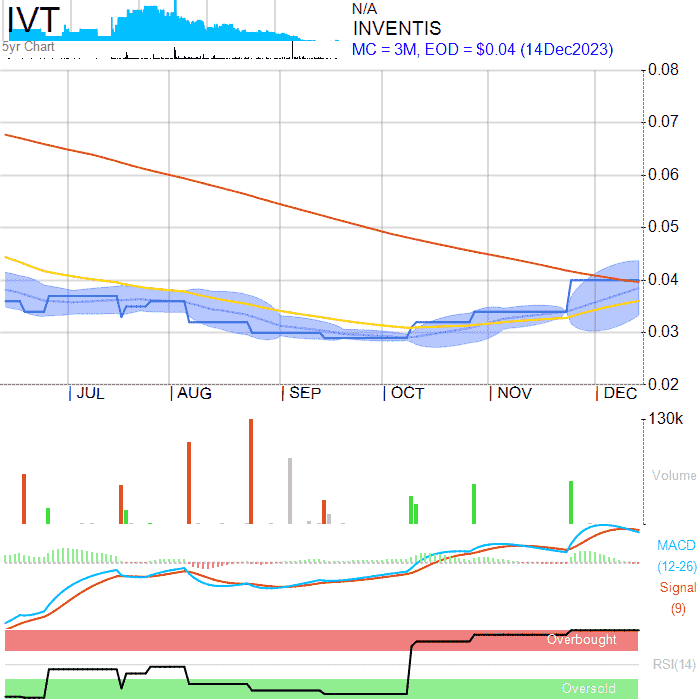 IVT
5yr Chart
N/A
INVENTIS
MC = 3M, EOD = $0.04 (14Dec2023)
0.08
0.07
0.06
0.05
0.04
0.03
0.02
JUL AUG SEP OCT NOV DEC
130k
Volume
MACD
(12-26)
Signal
(9)
Overbought
RSI(14)
Oversold